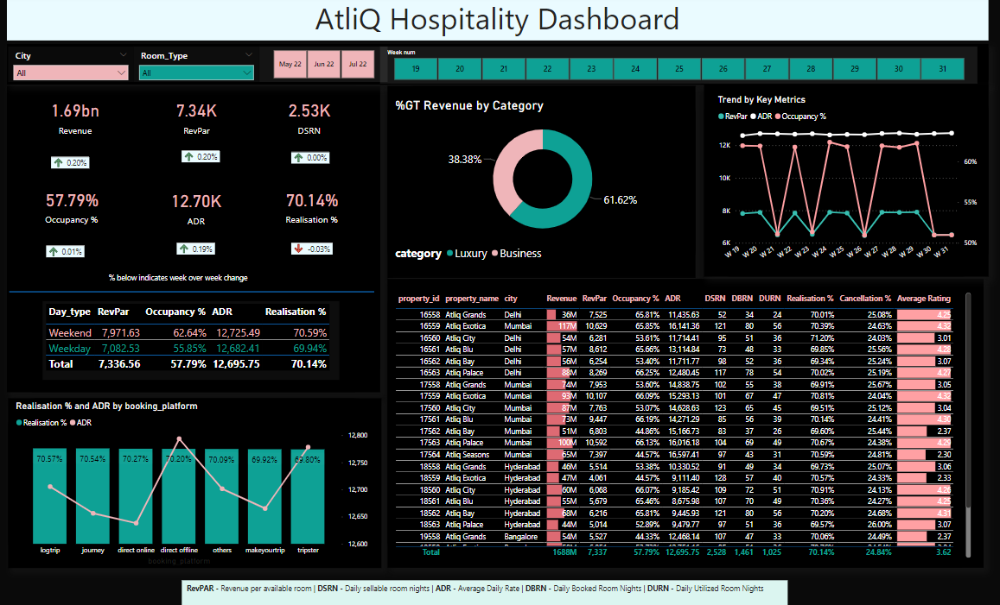 AtliQ Hospitality Dashboard
City
All
Room_Type
All
May 22 Jun 22 Jul 22
Week num
19 20 21 22 23 24 25 26 27 28 29 30 31
1.69bn 7.34K 2.53K
Revenue RevPar DSRN
0.20% 0.20% 0.00%
57.79% 12.70K 70.14%
Occupancy % ADR Realisation %
0.01% 0.19% -0.03%
% below indicates week over week change
Day_type RevPar Occupancy % ADR Realisation %
Weekend 7,971.63 62.64% 12,725.49 70.59%
Weekday 7,082.53 55.85% 12,682.41 69.94%
Total 7,336.56 57.79% 12,695.75 70.14%
%GT Revenue by Category
38.38%
61.62%
category Luxury Business
Trend by Key Metrics
RevPar ADR Occupancy %
12K
10K
8K
6K
60%
55%
50%
W 19 W 20 W 21 W 22 W 23 W 24 W 25 W 26 W 27 W 28 W 29 W 30 W 31
Realisation % and ADR by booking_platform
Realisation % ADR
70.57% 70.54% 70.27% 70.20% 70.09% 69.92% 69.80%
12,800
12,750
12,700
12,650
12,600
logtrip journey direct online direct offline others makeyourtrip tripster
booking_platform
property_id property_name city Revenue RevPar Occupancy % ADR DSRN DBRN DURN Realisation % Cancellation % Average Rating
16558 Atliq Grands Delhi 36M 7,525 65.81% 11,435.63 52 34 24 70.01% 25.08% 4.25
16559 Atliq Exotica Mumbai 117M 10,629 65.85% 16,141.36 121 80 56 70.39% 24.63% 4.32
16560 Atliq City Delhi 54M 6,281 53.61% 11,714.41 95 51 36 71.20% 24.03% 3.01
16561 Atliq Blu Delhi 57M 8,612 65.66% 13,114.84 73 48 33 69.85% 25.56% 4.28
16562 Atliq Bay Delhi 56M 6,254 53.40% 11,711.77 98 52 36 69.34% 25.24% 3.07
16563 Atliq Palace Delhi 88M 8,269 66.25% 12,480.45 117 78 54 70.02% 25.19% 4.27
17558 Atliq Grands Mumbai 74M 7,953 53.60% 14,838.75 102 55 38 69.91% 25.67% 3.05
17559 Atliq Exotica Mumbai 93M 10,107 66.09% 15,293.13 101 67 47 70.81% 24.04% 4.32
17560 Atliq City Mumbai 87M 7,763 53.07% 14,628.63 123 65 45 69.51% 25.12% 3.04
17561 Atliq Blu Mumbai 73M 9,447 66.19% 14,271.29 85 56 39 70.14% 24.41% 4.30
17562 Atliq Bay Mumbai 51M 6,803 44.86% 15,166.73 83 37 26 69.60% 25.44% 2.37
17563 Atliq Palace Mumbai 100M 10,592 66.13% 16,016.18 104 69 49 70.67% 24.38% 4.29
17564 Atliq Seasons Mumbai 65M 7,397 44.57% 16,597.41 97 43 31 70.59% 24.81% 2.30
18558 Atliq Grands Hyderabad 46M 5,514 53.38% 10,330.52 91 49 34 69.73% 25.07% 3.06
18559 Atliq Exotica Hyderabad 47M 4,061 44.57% 9,111.40 128 57 40 70.57% 24.33% 2.33
18560 Atliq City Hyderabad 60M 6,068 66.07% 9,185.42 109 72 51 70.91% 24.13% 4.26
18561 Atliq Blu Hyderabad 55M 5,679 65.46% 8,675.98 107 70 49 70.36% 24.27% 4.25
18562 Atliq Bay Hyderabad 68M 6,216 65.81% 9,445.93 121 80 56 70.20% 24.68% 4.31
18563 Atliq Palace Hyderabad 44M 5,014 52.89% 9,479.77 97 51 36 69.57% 26.00% 3.07
19558 Atliq Grands Bangalore 54M 5,527 44.33% 12,468.14 107 47 33 70.06% 24.49% 2.37
Total 1688M 7,337 57.79% 12,695.75 2,528 1,461 1,025 70.14% 24.84% 3.62
RevPAR - Revenue per available room | DSRN - Daily sellable room nights | ADR - Average Daily Rate | DBRN - Daily Booked Room Nights | DURN - Daily Utilized Room Nights